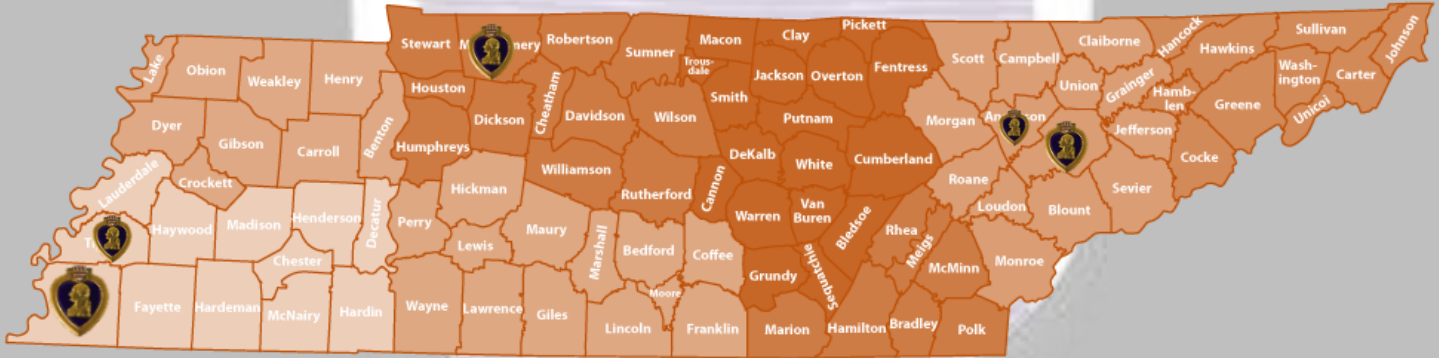 Pickett
Stewart
Robertson
Sumner
Macon
Clay
Trous-
dale
Jackson
Overton
Fentress
Scott
Campbell
Claiborne
Hancock
Hawkins
Sullivan
Johnson
Lake
Obion
Weakley
Henry
Houston
Dickson
Cheatham
Davidson
Wilson
Smith
Putnam
Union
Grainger
Hamb-
len
Greene
Wash-
ington
Carter
Unicoi
Dyer
Gibson
Carroll
Benton
Humphreys
Williamson
Rutherford
Cannon
DeKalb
White
Cumberland
Morgan
Jefferson
Cocke
Lauderdale
Crockett
Hickman
Warren
Van
Buren
Bledsoe
Roane
Loudon
Blount
Sevier
Haywood
Madison
Henderson
Decatur
Perry
Lewis
Maury
Marshall
Bedford
Coffee
Grundy
Sequatchie
Rhea
Meigs
McMinn
Monroe
Chester
Fayette
Hardeman
McNairy
Hardin
Wayne
Lawrence
Giles
Moore
Lincoln
Franklin
Marion
Hamilton
Bradley
Polk